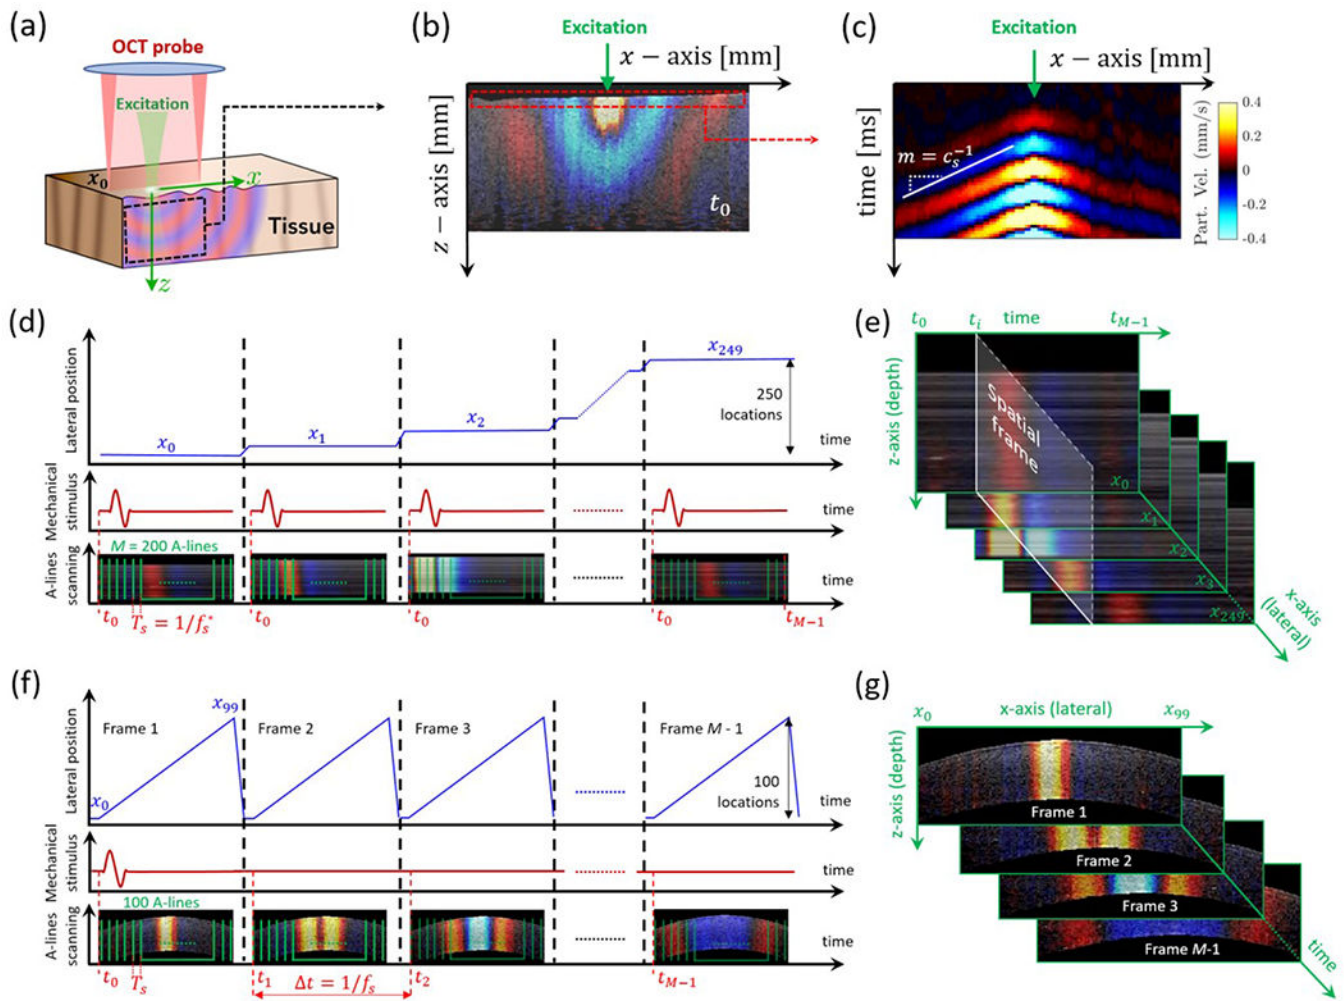 (a)
OCT probe
Excitation
x₀
x
Tissue
z
(b)
Excitation
x − axis [mm]
z − axis [mm]
t₀
(c)
Excitation
x − axis [mm]
time [ms]
m = cₛ⁻¹
Part. Vel. (mm/s)
0.4
0.2
0
-0.2
-0.4
(d)
Lateral position
x₀
x₁
x₂
x₂₄₉
250
locations
time
Mechanical
stimulus
time
A-lines
scanning
M = 200 A-lines
time
t₀
Tₛ = 1/fₛ*
t₀
t₀
t₀
t_M−1
(e)
t₀
tᵢ
time
t_M−1
z-axis (depth)
Spatial
frame
x₀
x₁
x₂
x₃
x₂₄₉
x-axis
(lateral)
(f)
Lateral position
x₉₉
Frame 1
Frame 2
Frame 3
Frame M - 1
x₀
100
locations
time
Mechanical
stimulus
time
A-lines
scanning
100 A-lines
time
t₀
Tₛ
t₁
Δt = 1/fₛ
t₂
t_M−1
(g)
x₀
x-axis (lateral)
x₉₉
z-axis (depth)
Frame 1
Frame 2
Frame 3
Frame M-1
time